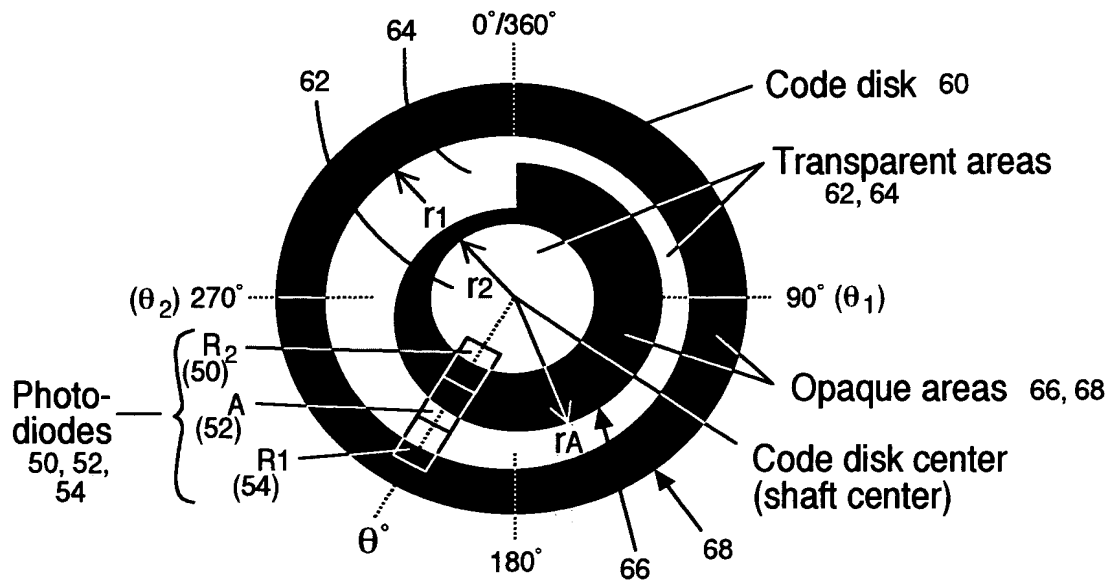 0°/360°
64
62
Code disk 60
Transparent areas
62, 64
r1
r2
(θ2) 270°
90° (θ1)
R2
(50)
A
(52)
R1
(54)
Photo-
diodes
50, 52,
54
Opaque areas 66, 68
rA
Code disk center
(shaft center)
θ°
180°
66
68